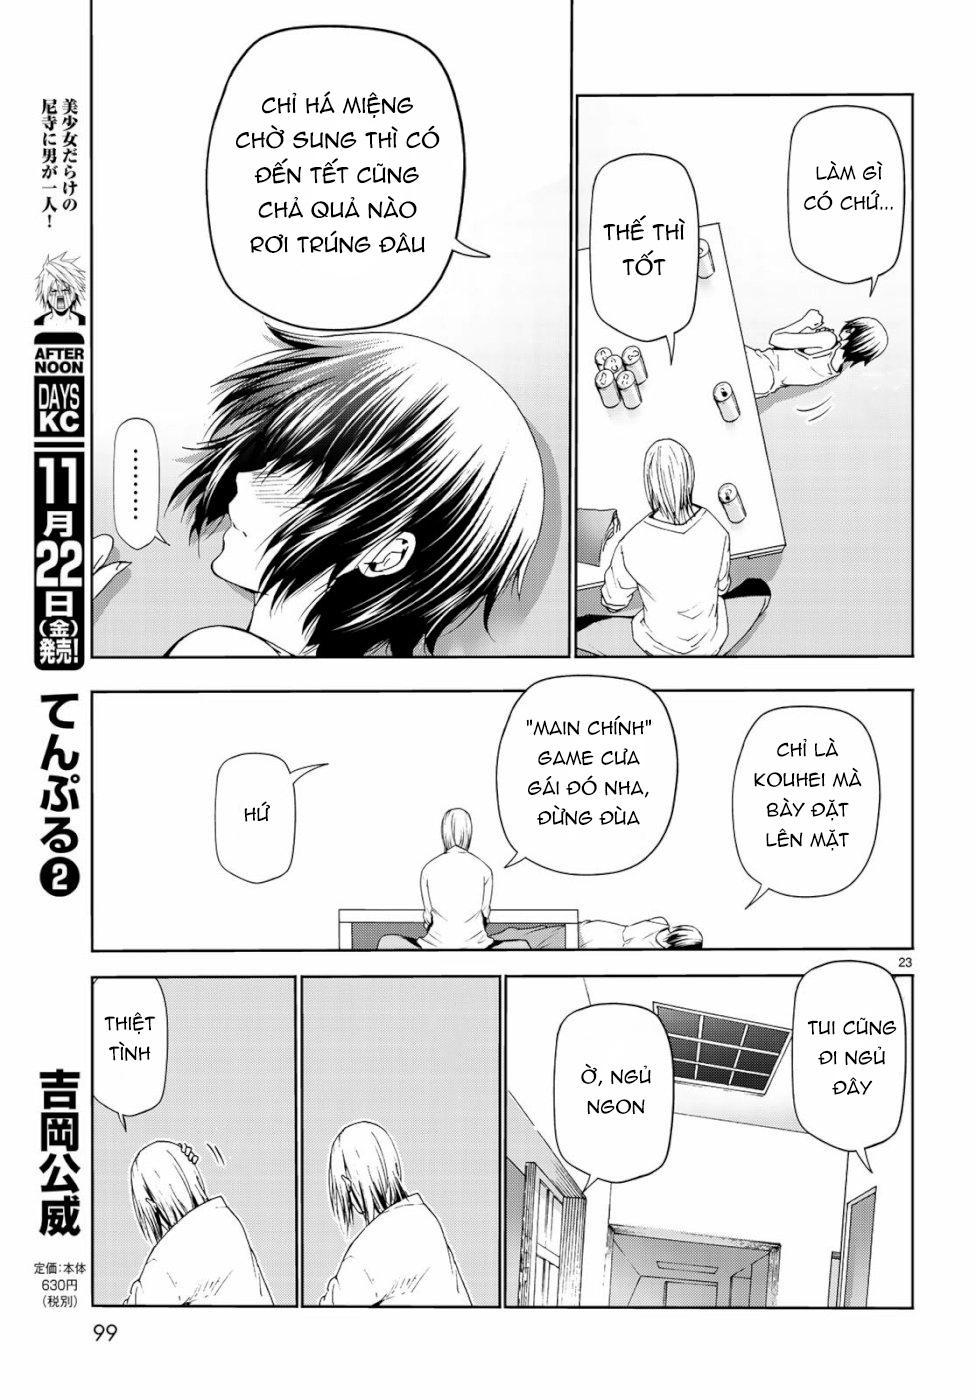 LÀM GÌ
CÓ CHỨ...
THẾ THÌ
TỐT
CHỈ HÁ MIỆNG
CHỜ SUNG THÌ CÓ
ĐẾN TẾT CŨNG
CHẢ QUẢ NÀO
RƠI TRÚNG ĐÂU
………
CHỈ LÀ
KOUHEI MÀ
BÀY ĐẶT
LÊN MẶT
"MAIN CHÍNH"
GAME CƯA
GÁI ĐÓ NHA,
ĐỪNG ĐÙA
HỨ
23
TUI CŨNG
ĐI NGỦ
ĐÂY
Ờ, NGỦ
NGON
THIỆT
TÌNH
美少女だらけの
尼寺に男が一人！
AFTER
NOON
DAYS
KC
11月22日(金)発売!
てんぷる❷
吉岡公威
定価:本体
630円
(税別)
99